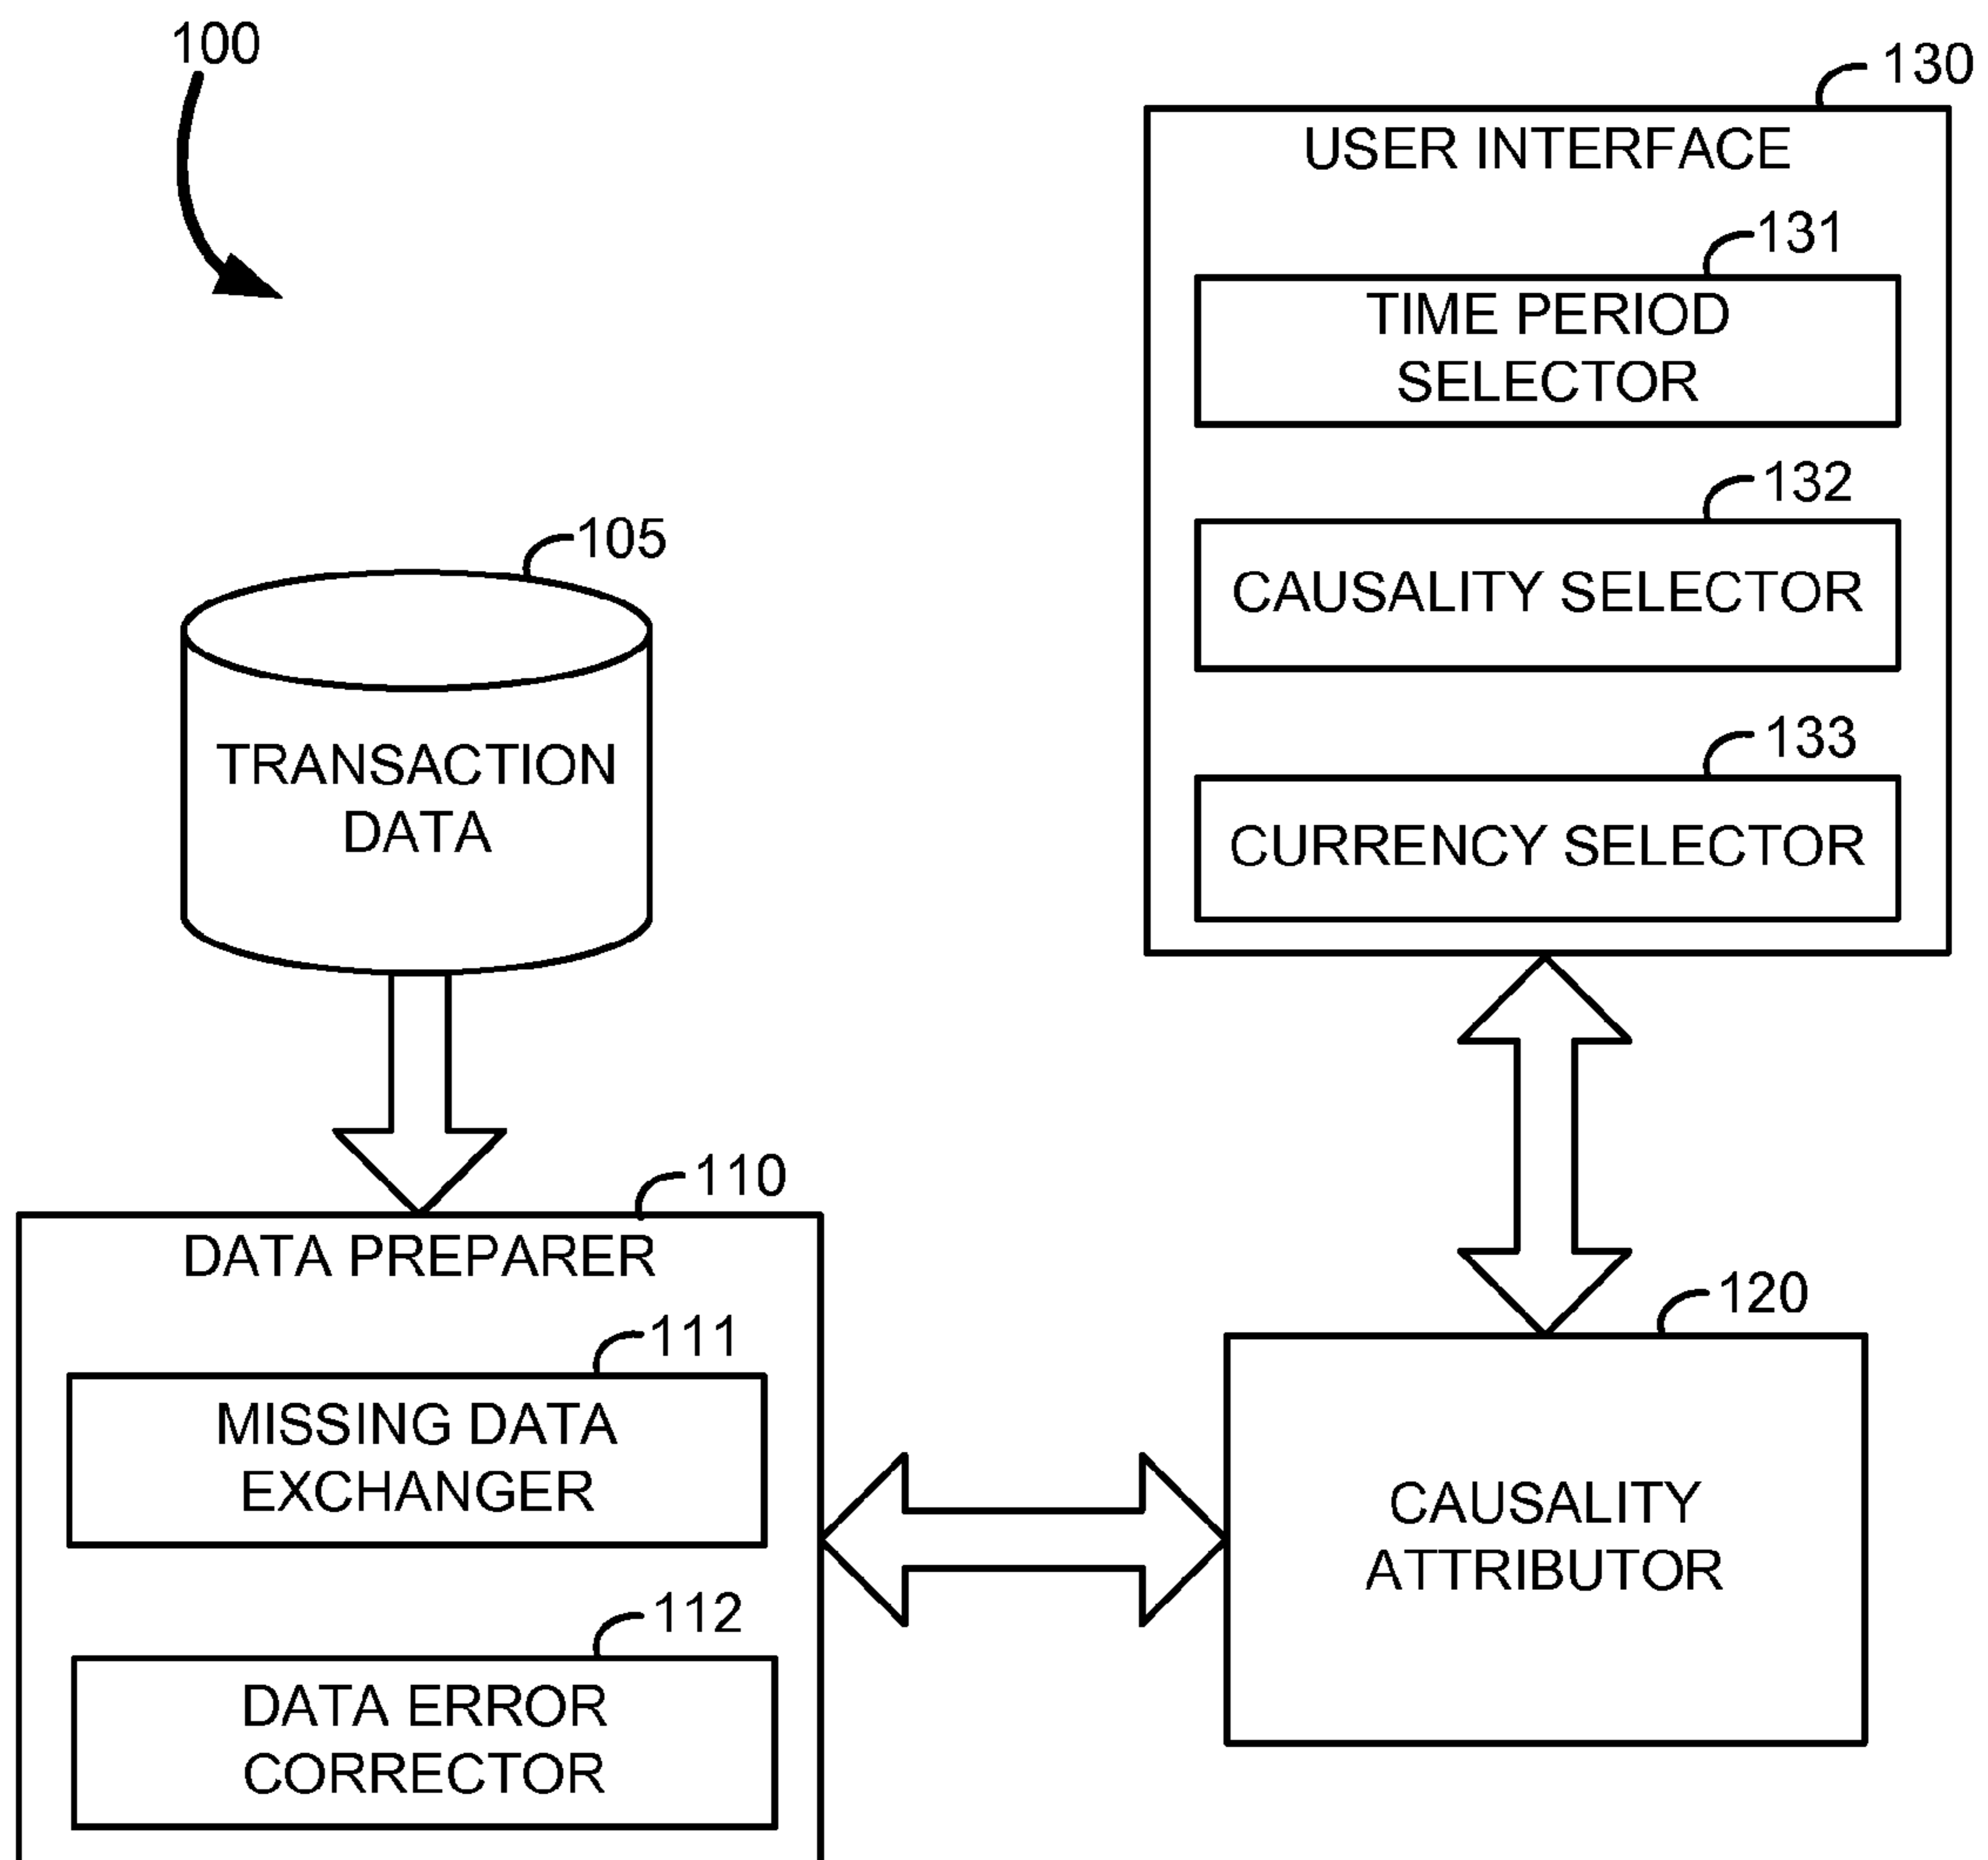 100
105
TRANSACTION
DATA
110
DATA PREPARER
111
MISSING DATA
EXCHANGER
112
DATA ERROR
CORRECTOR
130
USER INTERFACE
131
TIME PERIOD
SELECTOR
132
CAUSALITY SELECTOR
133
CURRENCY SELECTOR
120
CAUSALITY
ATTRIBUTOR